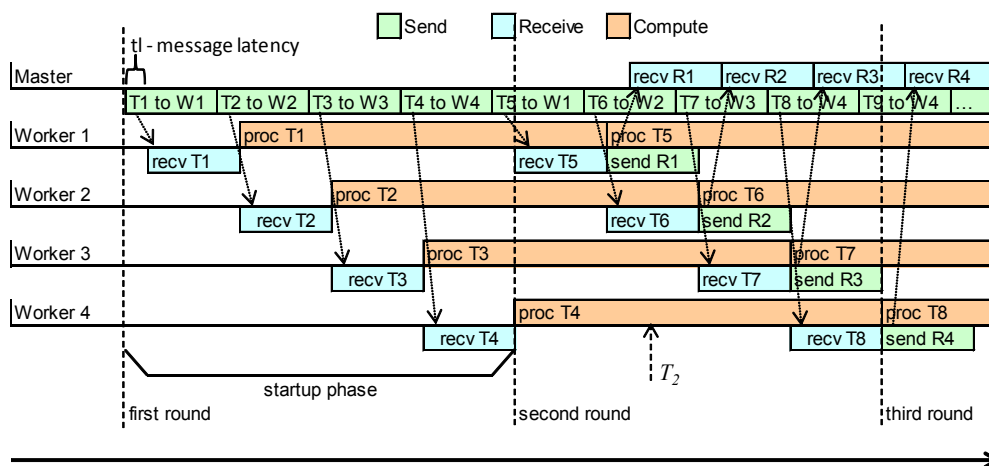 Send Receive Compute
tl - message latency
Master
recv R1 recv R2 recv R3 recv R4
T1 to W1 T2 to W2 T3 to W3 T4 to W4 T5 to W1 T6 to W2 T7 to W3 T8 to W4 T9 to W4 ...
Worker 1
proc T1 proc T5
recv T1 recv T5 send R1
Worker 2
proc T2 proc T6
recv T2 recv T6 send R2
Worker 3
proc T3 proc T7
recv T3 recv T7 send R3
Worker 4
proc T4 proc T8
recv T4 recv T8 send R4
startup phase
T2
first round second round third round